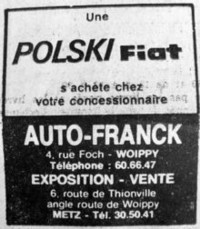 Une
POLSKI Fiat
s'achète chez
votre concessionnaire
AUTO-FRANCK
4, rue Foch - WOIPPY
Téléphone : 60.66.47
EXPOSITION - VENTE
6, route de Thionville
angle route de Woippy
METZ - Tél. 30.50.41